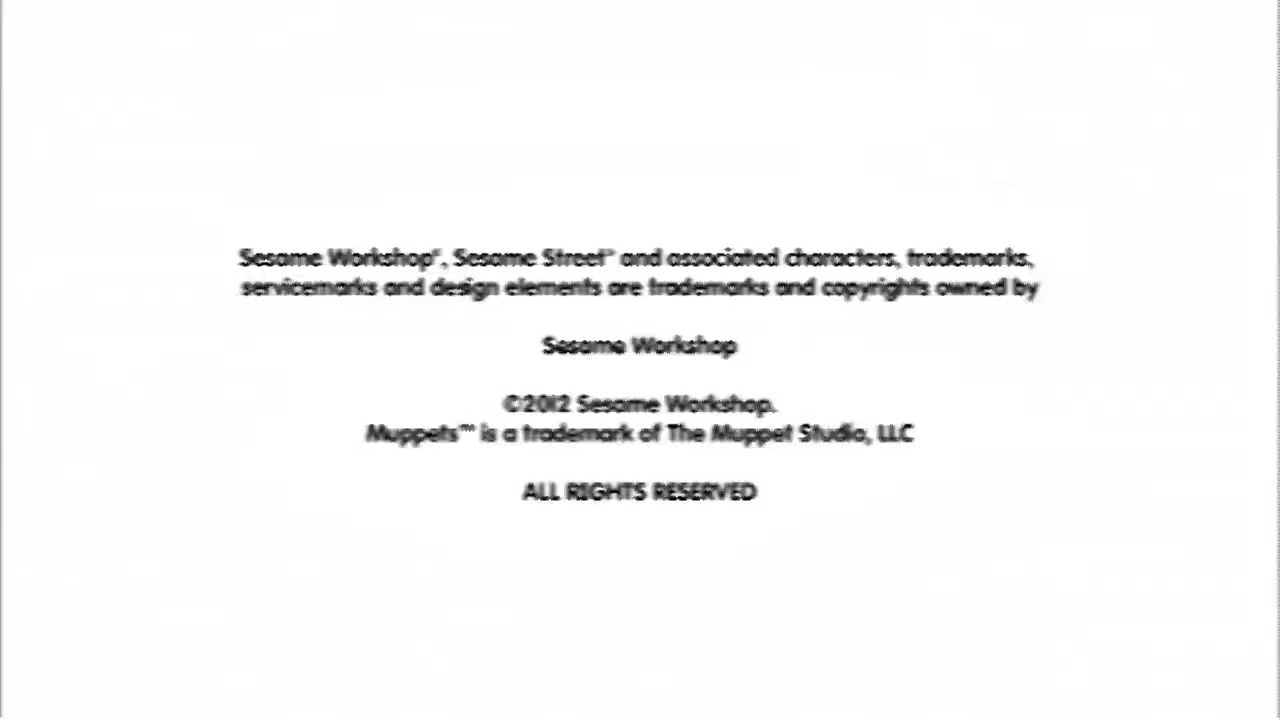 Sesame Workshop®, Sesame Street® and associated characters, trademarks,
servicemarks and design elements are trademarks and copyrights owned by
Sesame Workshop
©2012 Sesame Workshop.
Muppets™ is a trademark of The Muppet Studio, LLC
ALL RIGHTS RESERVED